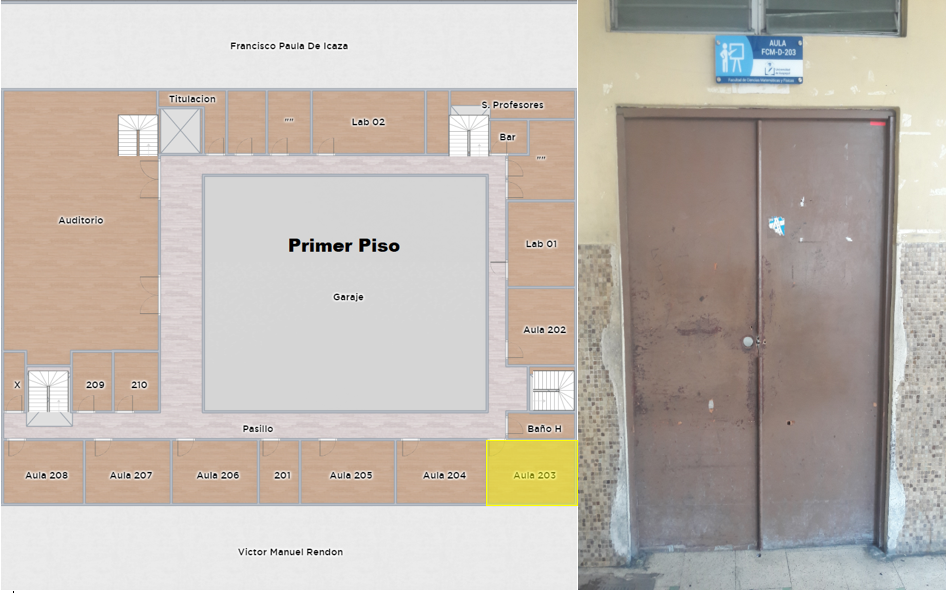 Francisco Paula De Icaza
Titulacion
""
Lab 02
S. Profesores
Bar
""
Auditorio
Primer Piso
Garaje
Lab 01
Aula 202
X
209
210
Pasillo
Baño H
Aula 208
Aula 207
Aula 206
201
Aula 205
Aula 204
Aula 203
Victor Manuel Rendon
AULA
FCM-D-203
Facultad de Ciencias Matemáticas y Físicas